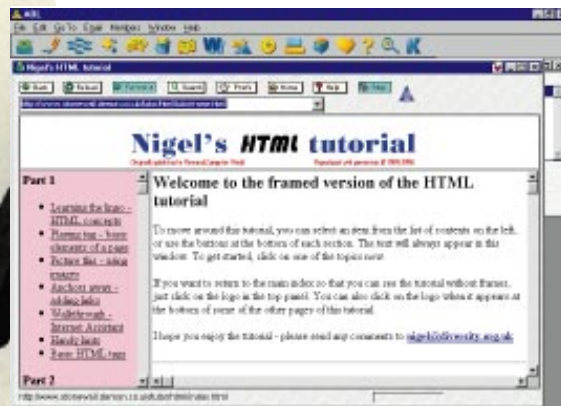 AOL
File Edit Go To Email Members Window Help
Nigel's HTML tutorial
Back Reload Forward Search Prefs Home Help Stop
Nigel's HTML tutorial
Part 1
Learning the lingo -
HTML concepts
Playing tag - basic
elements of a page
Picture this - using
images
Anchors away -
adding links
Walkthrough -
Internet Assistant
Handy hints
Basic HTML tags
Part 2
Welcome to the framed version of the HTML
tutorial
To move around this tutorial, you can select an item from the list of contents on the left,
or use the buttons at the bottom of each section. The text will always appear in this
window. To get started, click on one of the topics now.
If you want to return to the main index so that you can see the tutorial without frames,
just click on the logo in the top panel. You can also click on the logo when it appears at
the bottom of some of the other pages of this tutorial.
I hope you enjoy the tutorial - please send any comments to